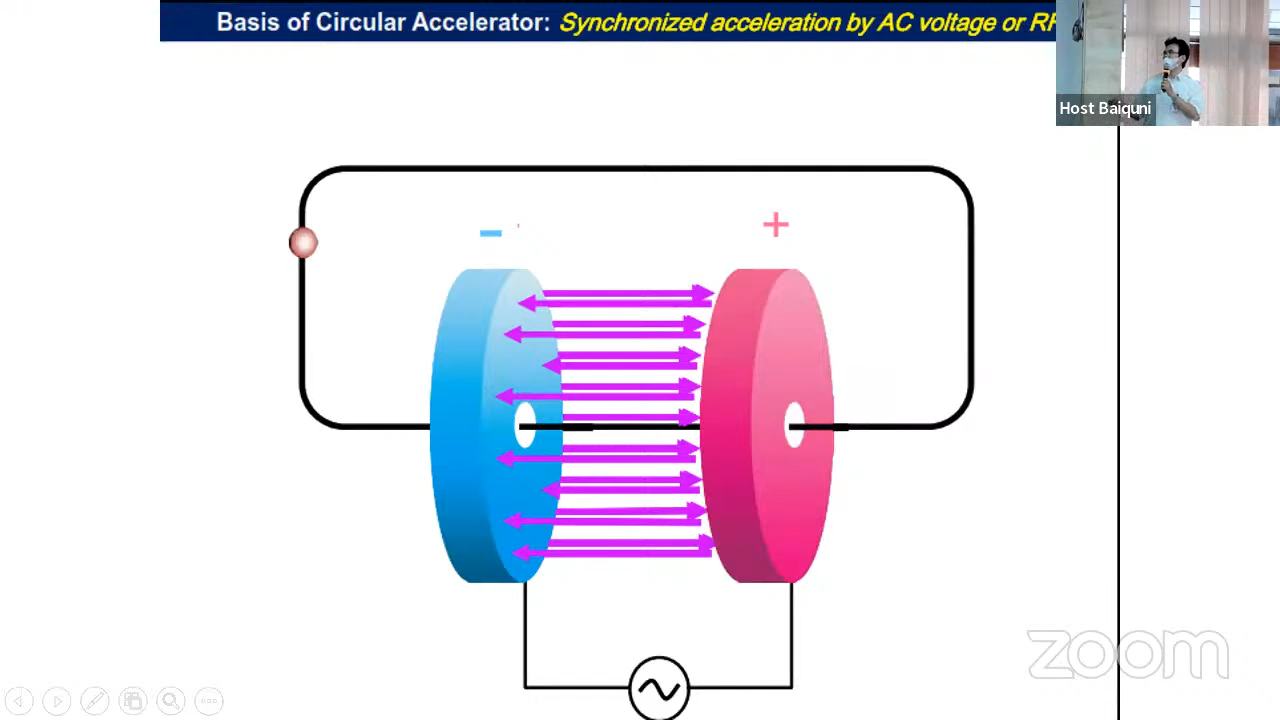 Basis of Circular Accelerator: Synchronized acceleration by AC voltage or RF
Host Baiquni
− +
zoom